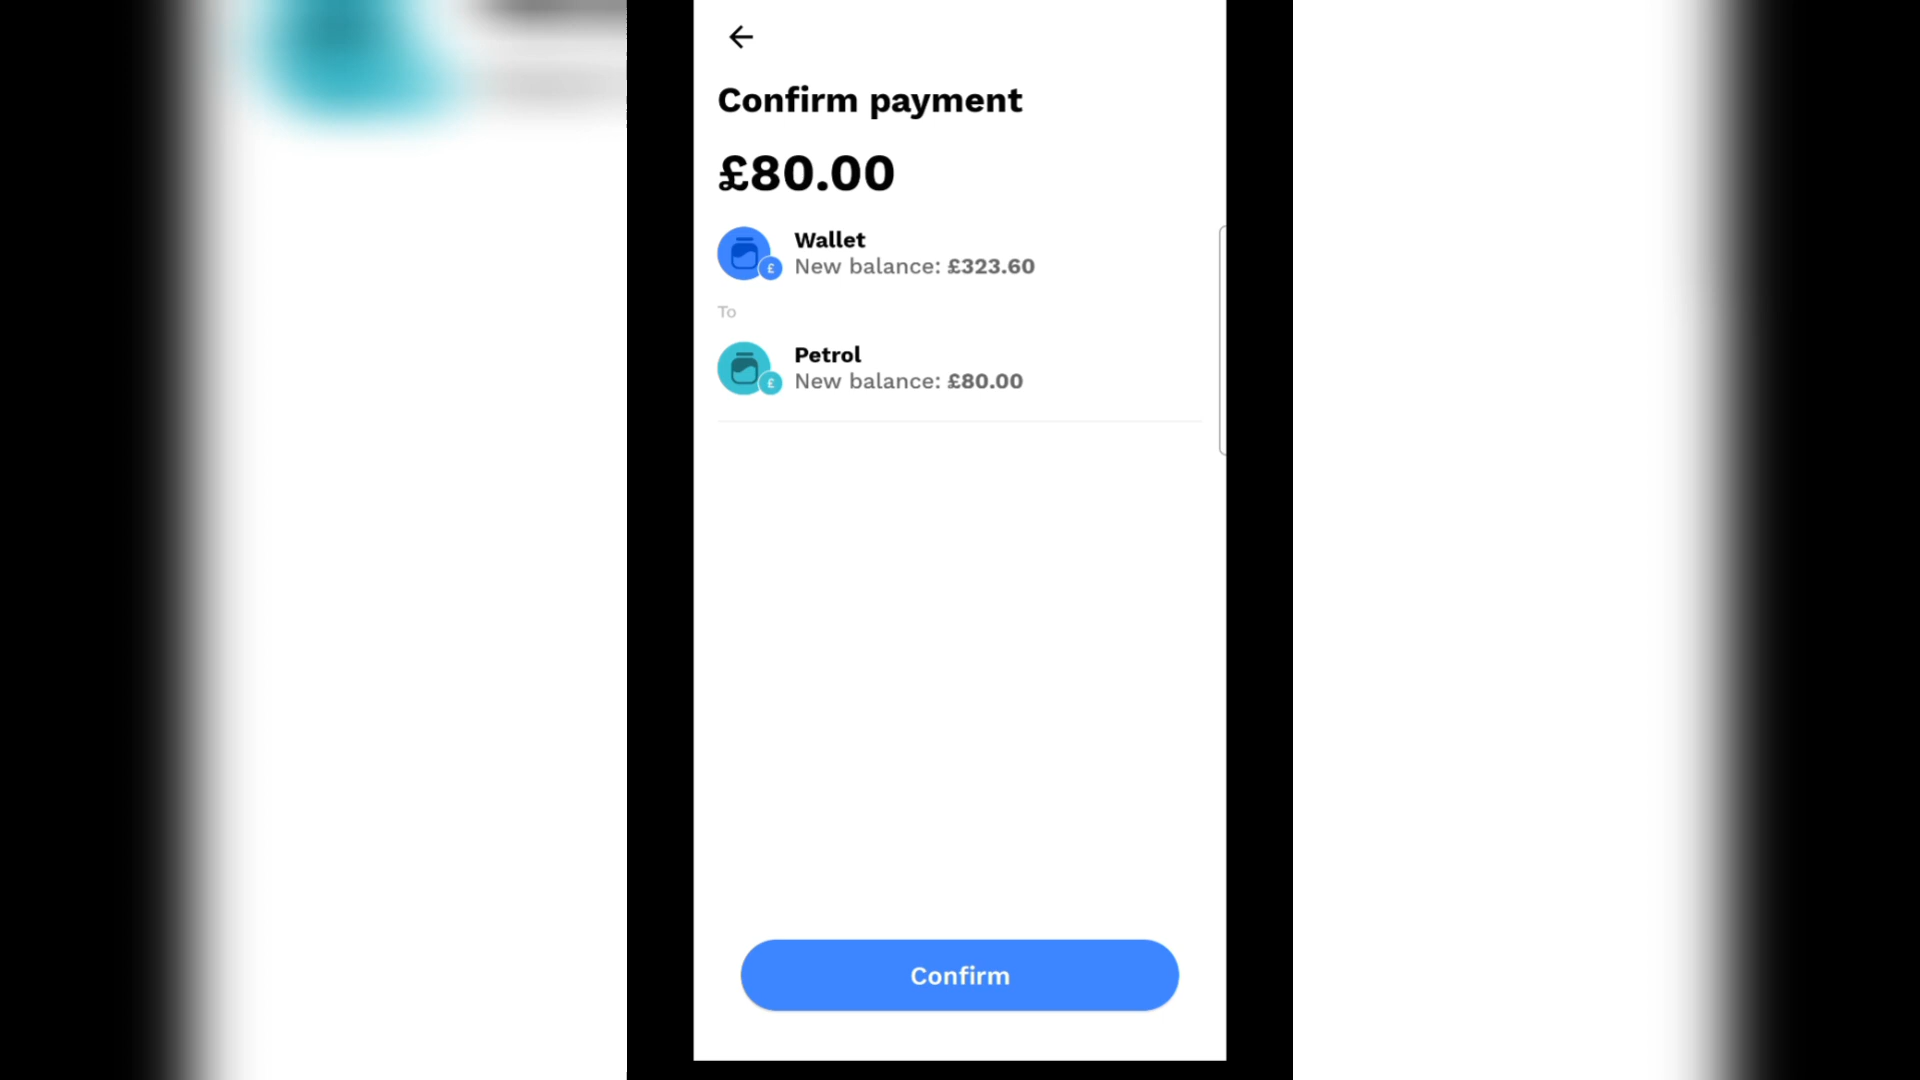 Confirm payment
£80.00
Wallet
£
New balance: £323.60
To
Petrol
£
New balance: £80.00
Confirm